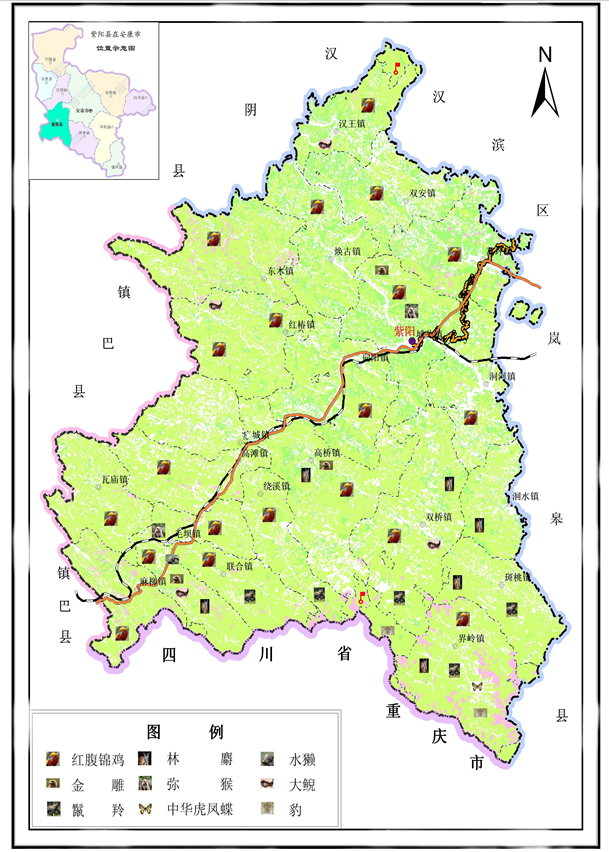 紫阳县在安康市
位置示意图
N
汉
汉
阴
滨
县
区
汉王镇
双安镇
焕古镇
东木镇
镇
巴
县
红椿镇
紫阳
向阳镇
岚
洞河镇
汇城镇
高滩镇
高桥镇
瓦庙镇
绕溪镇
洄水镇
双桥镇
皋
毛坝镇
联合镇
麻柳镇
斑桃镇
镇
巴
县
界岭镇
四 川 省
重
庆
市
县
图 例
红腹锦鸡 林 麝 水獭
金 雕 弥 猴 大鲵
鬣 羚 中华虎凤蝶 豹